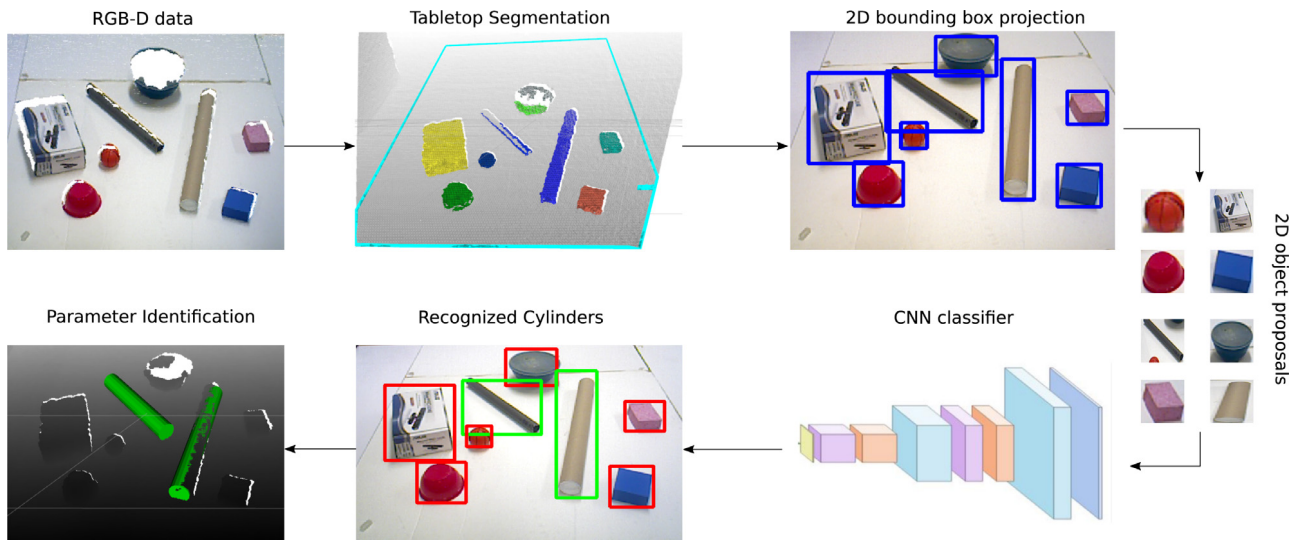 RGB-D data
Tabletop Segmentation
2D bounding box projection
2D object proposals
Parameter Identification
Recognized Cylinders
CNN classifier